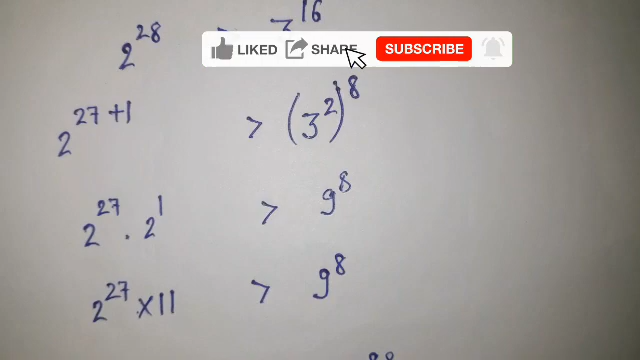 2^28 > 3^16
LIKED SHARE SUBSCRIBE
2^27+1 > (3^2)^8
2^27 . 2^1 > 9^8
2^27 × 11 > 9^8